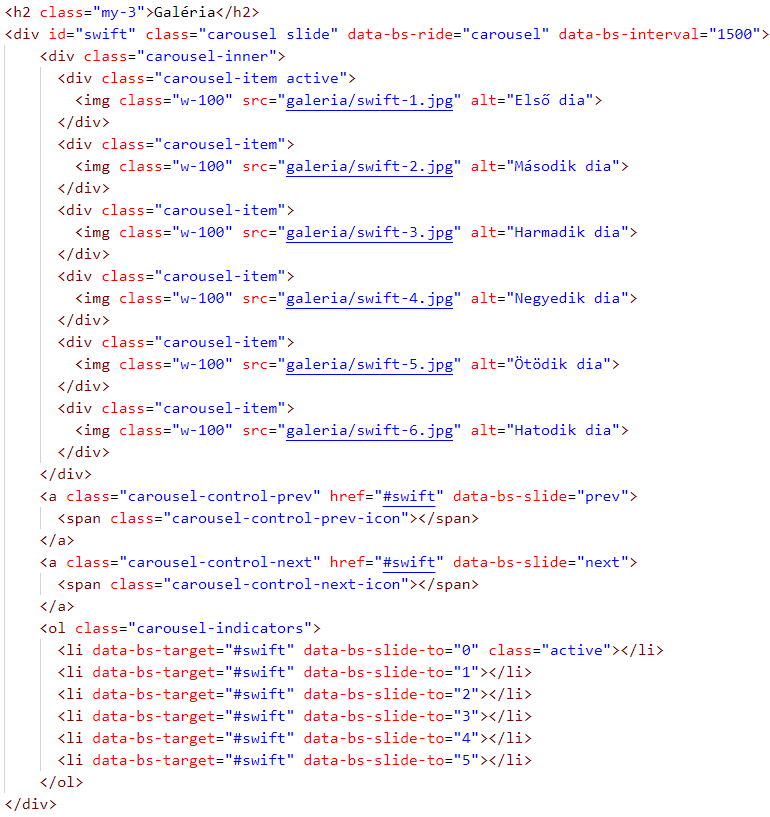 <h2 class="my-3">Galéria</h2>
<div id="swift" class="carousel slide" data-bs-ride="carousel" data-bs-interval="1500">
    <div class="carousel-inner">
      <div class="carousel-item active">
        <img class="w-100" src="galeria/swift-1.jpg" alt="Első dia">
      </div>
      <div class="carousel-item">
        <img class="w-100" src="galeria/swift-2.jpg" alt="Második dia">
      </div>
      <div class="carousel-item">
        <img class="w-100" src="galeria/swift-3.jpg" alt="Harmadik dia">
      </div>
      <div class="carousel-item">
        <img class="w-100" src="galeria/swift-4.jpg" alt="Negyedik dia">
      </div>
      <div class="carousel-item">
        <img class="w-100" src="galeria/swift-5.jpg" alt="Ötödik dia">
      </div>
      <div class="carousel-item">
        <img class="w-100" src="galeria/swift-6.jpg" alt="Hatodik dia">
      </div>
    </div>
    <a class="carousel-control-prev" href="#swift" data-bs-slide="prev">
      <span class="carousel-control-prev-icon"></span>
    </a>
    <a class="carousel-control-next" href="#swift" data-bs-slide="next">
      <span class="carousel-control-next-icon"></span>
    </a>
    <ol class="carousel-indicators">
      <li data-bs-target="#swift" data-bs-slide-to="0" class="active"></li>
      <li data-bs-target="#swift" data-bs-slide-to="1"></li>
      <li data-bs-target="#swift" data-bs-slide-to="2"></li>
      <li data-bs-target="#swift" data-bs-slide-to="3"></li>
      <li data-bs-target="#swift" data-bs-slide-to="4"></li>
      <li data-bs-target="#swift" data-bs-slide-to="5"></li>
    </ol>
</div>